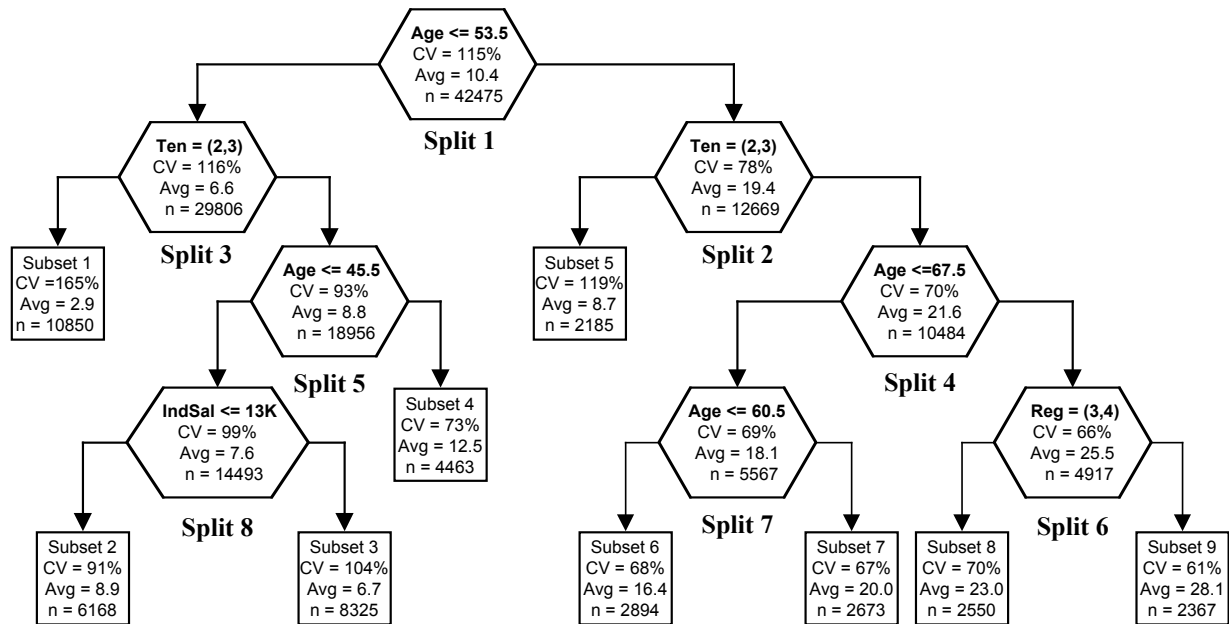 Age <= 53.5
CV = 115%
Avg = 10.4
n = 42475
Split 1
Ten = (2,3)
CV = 116%
Avg = 6.6
n = 29806
Split 3
Ten = (2,3)
CV = 78%
Avg = 19.4
n = 12669
Split 2
Subset 1
CV =165%
Avg = 2.9
n = 10850
Age <= 45.5
CV = 93%
Avg = 8.8
n = 18956
Split 5
Subset 5
CV = 119%
Avg = 8.7
n = 2185
Age <=67.5
CV = 70%
Avg = 21.6
n = 10484
Split 4
IndSal <= 13K
CV = 99%
Avg = 7.6
n = 14493
Split 8
Subset 4
CV = 73%
Avg = 12.5
n = 4463
Age <= 60.5
CV = 69%
Avg = 18.1
n = 5567
Split 7
Reg = (3,4)
CV = 66%
Avg = 25.5
n = 4917
Split 6
Subset 2
CV = 91%
Avg = 8.9
n = 6168
Subset 3
CV = 104%
Avg = 6.7
n = 8325
Subset 6
CV = 68%
Avg = 16.4
n = 2894
Subset 7
CV = 67%
Avg = 20.0
n = 2673
Subset 8
CV = 70%
Avg = 23.0
n = 2550
Subset 9
CV = 61%
Avg = 28.1
n = 2367